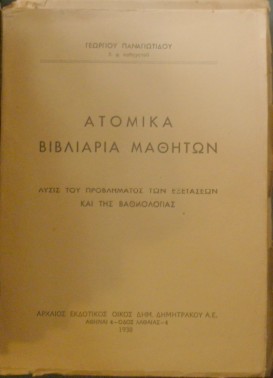 ΓΕΩΡΓΙΟΥ ΠΑΝΑΓΙΩΤΙΔΟΥ
ΑΤΟΜΙΚΑ
ΒΙΒΛΙΑΡΙΑ ΜΑΘΗΤΩΝ
ΛΥΣΙΣ ΤΟΥ ΠΡΟΒΛΗΜΑΤΟΣ ΤΩΝ ΕΞΕΤΑΣΕΩΝ
ΚΑΙ ΤΗΣ ΒΑΘΜΟΛΟΓΙΑΣ
ΑΡΧΑΙΟΣ ΕΚΔΟΤΙΚΟΣ ΟΙΚΟΣ ΔΗΜ. ΔΗΜΗΤΡΑΚΟΥ Α.Ε.